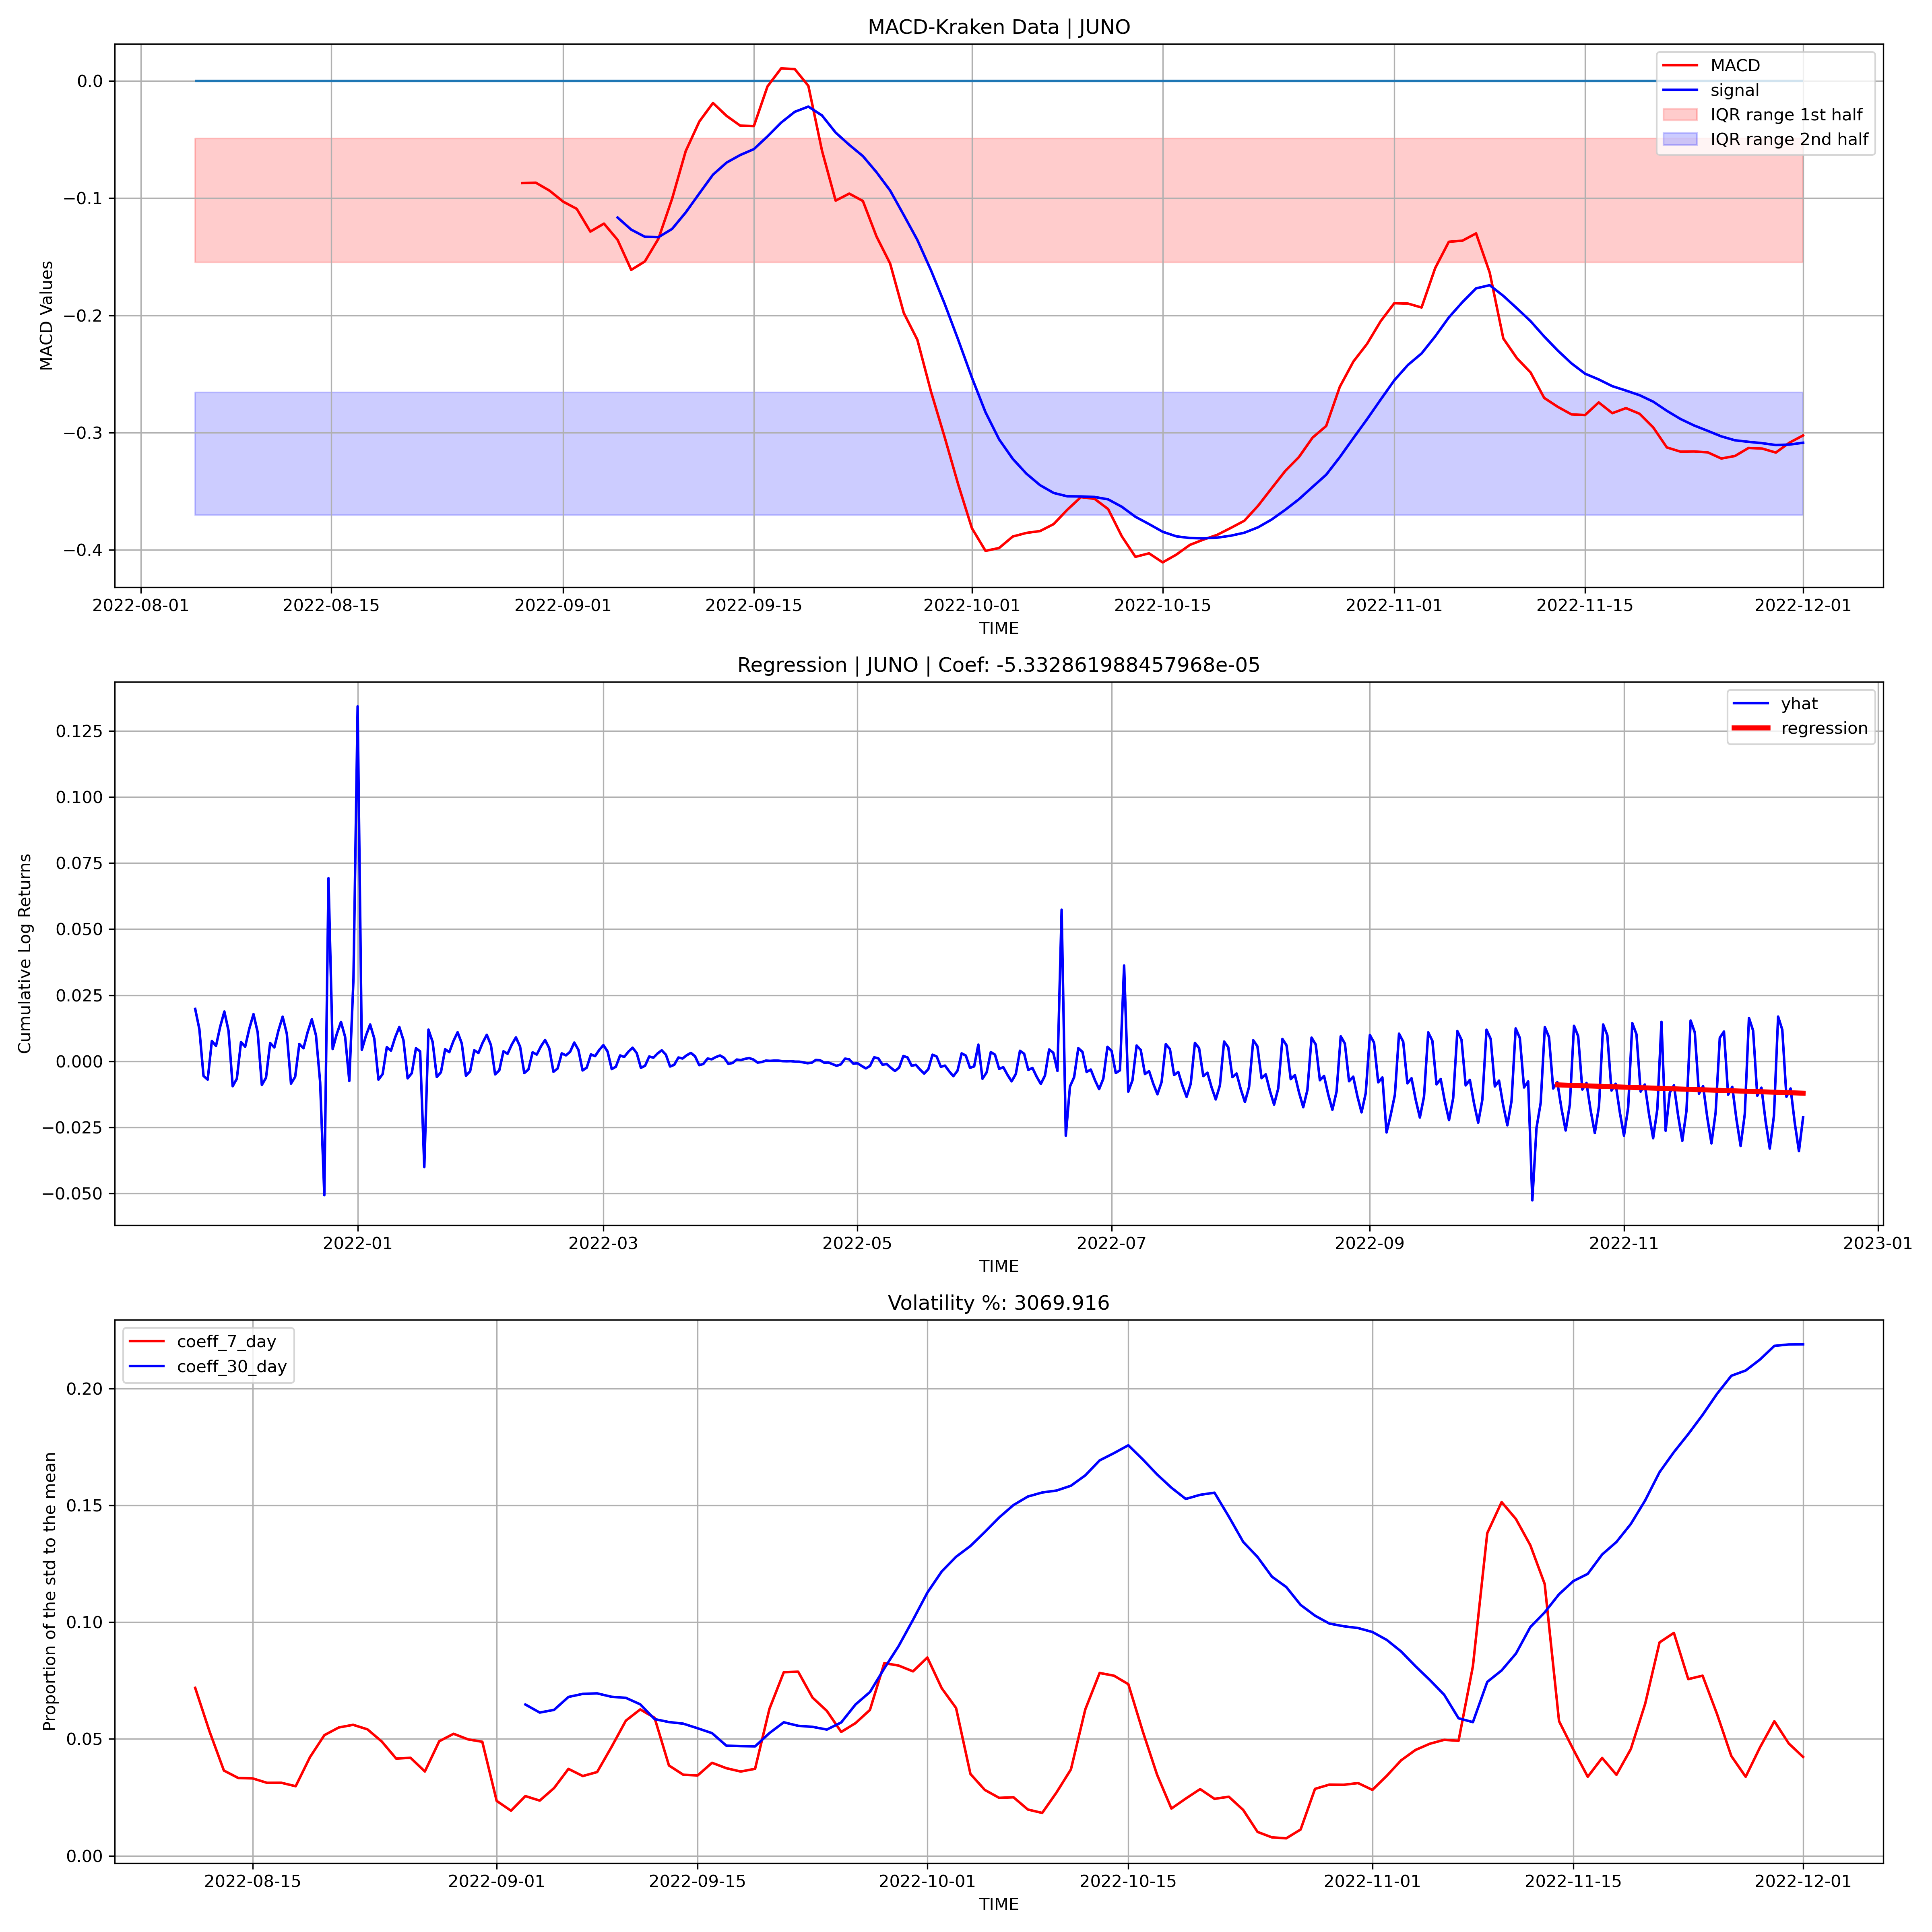 MACD-Kraken Data | JUNO
MACD Values
0.0
−0.1
−0.2
−0.3
−0.4
MACD
signal
IQR range 1st half
IQR range 2nd half
2022-08-01 2022-08-15 2022-09-01 2022-09-15 2022-10-01 2022-10-15 2022-11-01 2022-11-15 2022-12-01
TIME
Regression | JUNO | Coef: -5.332861988457968e-05
Cumulative Log Returns
0.125
0.100
0.075
0.050
0.025
0.000
−0.025
−0.050
yhat
regression
2022-01 2022-03 2022-05 2022-07 2022-09 2022-11 2023-01
TIME
Volatility %: 3069.916
Proportion of the std to the mean
0.20
0.15
0.10
0.05
0.00
coeff_7_day
coeff_30_day
2022-08-15 2022-09-01 2022-09-15 2022-10-01 2022-10-15 2022-11-01 2022-11-15 2022-12-01
TIME